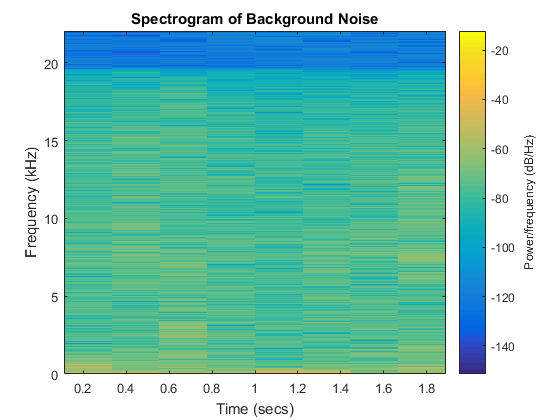 Spectrogram of Background Noise
20
15
10
5
0
Frequency (kHz)
0.2 0.4 0.6 0.8 1 1.2 1.4 1.6 1.8
Time (secs)
-20
-40
-60
-80
-100
-120
-140
Power/frequency (dB/Hz)